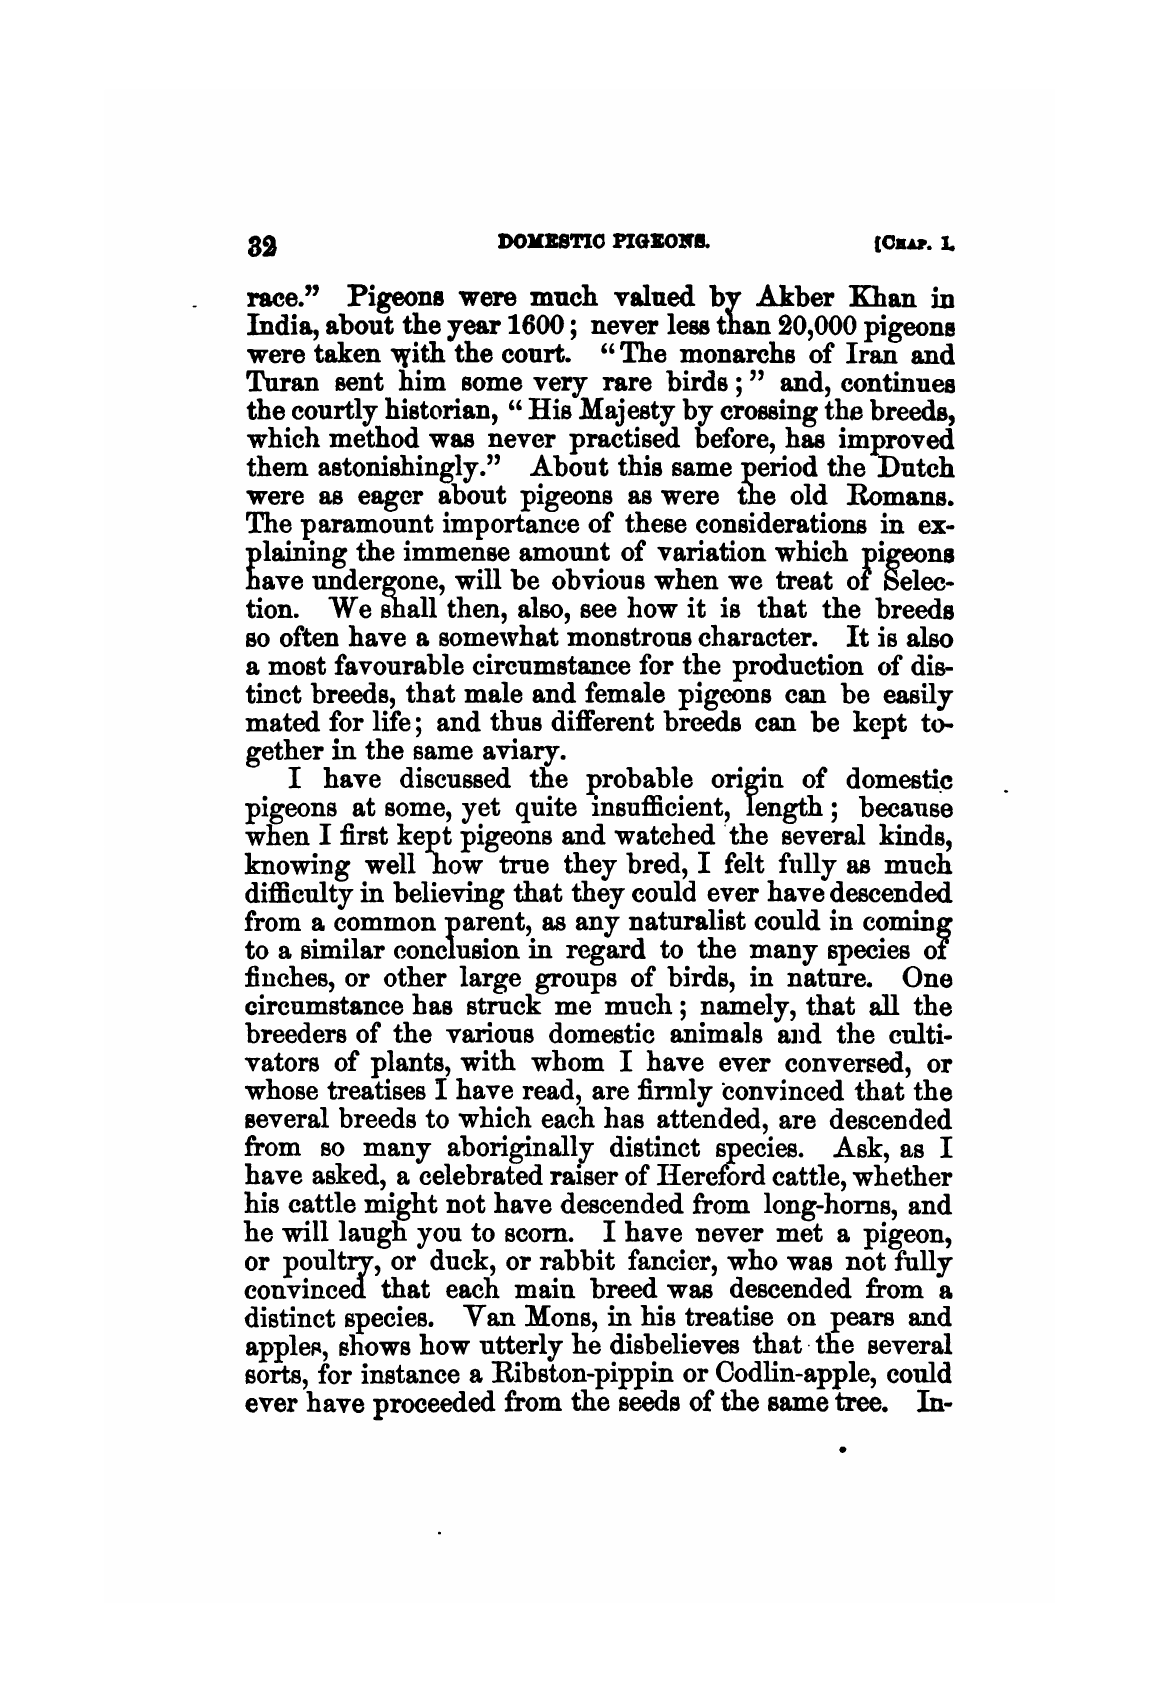 32 DOMESTIC PIGEONS. [CHAP. I.
race.” Pigeons were much valued by Akber Khan in
India, about the year 1600; never less than 20,000 pigeons
were taken with the court. “The monarchs of Iran and
Turan sent him some very rare birds;” and, continues
the courtly historian, “His Majesty by crossing the breeds,
which method was never practised before, has improved
them astonishingly.” About this same period the Dutch
were as eager about pigeons as were the old Romans.
The paramount importance of these considerations in ex-
plaining the immense amount of variation which pigeons
have undergone, will be obvious when we treat of Selec-
tion. We shall then, also, see how it is that the breeds
so often have a somewhat monstrous character. It is also
a most favourable circumstance for the production of dis-
tinct breeds, that male and female pigeons can be easily
mated for life; and thus different breeds can be kept to-
gether in the same aviary.
I have discussed the probable origin of domestic
pigeons at some, yet quite insufficient, length; because
when I first kept pigeons and watched the several kinds,
knowing well how true they bred, I felt fully as much
difficulty in believing that they could ever have descended
from a common parent, as any naturalist could in coming
to a similar conclusion in regard to the many species of
finches, or other large groups of birds, in nature. One
circumstance has struck me much; namely, that all the
breeders of the various domestic animals and the culti-
vators of plants, with whom I have ever conversed, or
whose treatises I have read, are firmly convinced that the
several breeds to which each has attended, are descended
from so many aboriginally distinct species. Ask, as I
have asked, a celebrated raiser of Hereford cattle, whether
his cattle might not have descended from long-horns, and
he will laugh you to scorn. I have never met a pigeon,
or poultry, or duck, or rabbit fancier, who was not fully
convinced that each main breed was descended from a
distinct species. Van Mons, in his treatise on pears and
apples, shows how utterly he disbelieves that the several
sorts, for instance a Ribston-pippin or Codlin-apple, could
ever have proceeded from the seeds of the same tree. In-